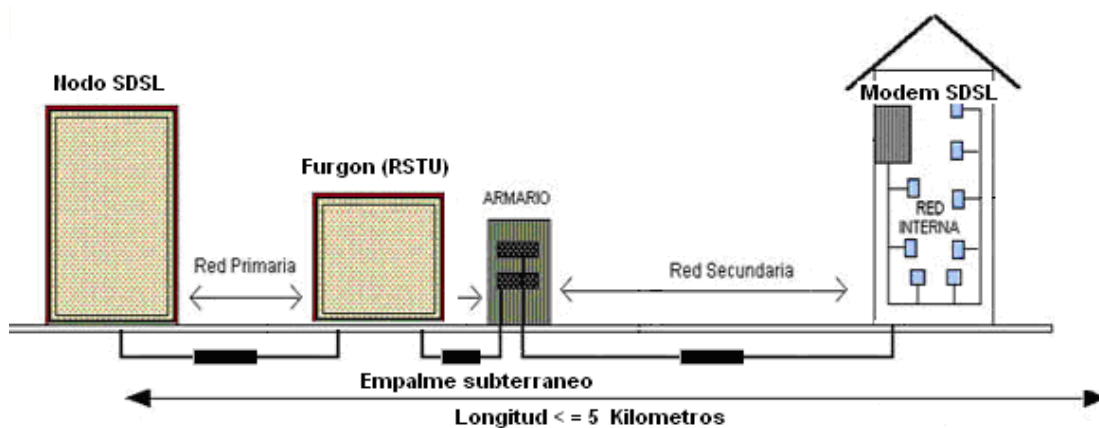 Nodo SDSL
Modem SDSL
Furgon (RSTU)
ARMARIO
Red Primaria
Red Secundaria
RED
INTERNA
Empalme subterraneo
Longitud < = 5 Kilometros